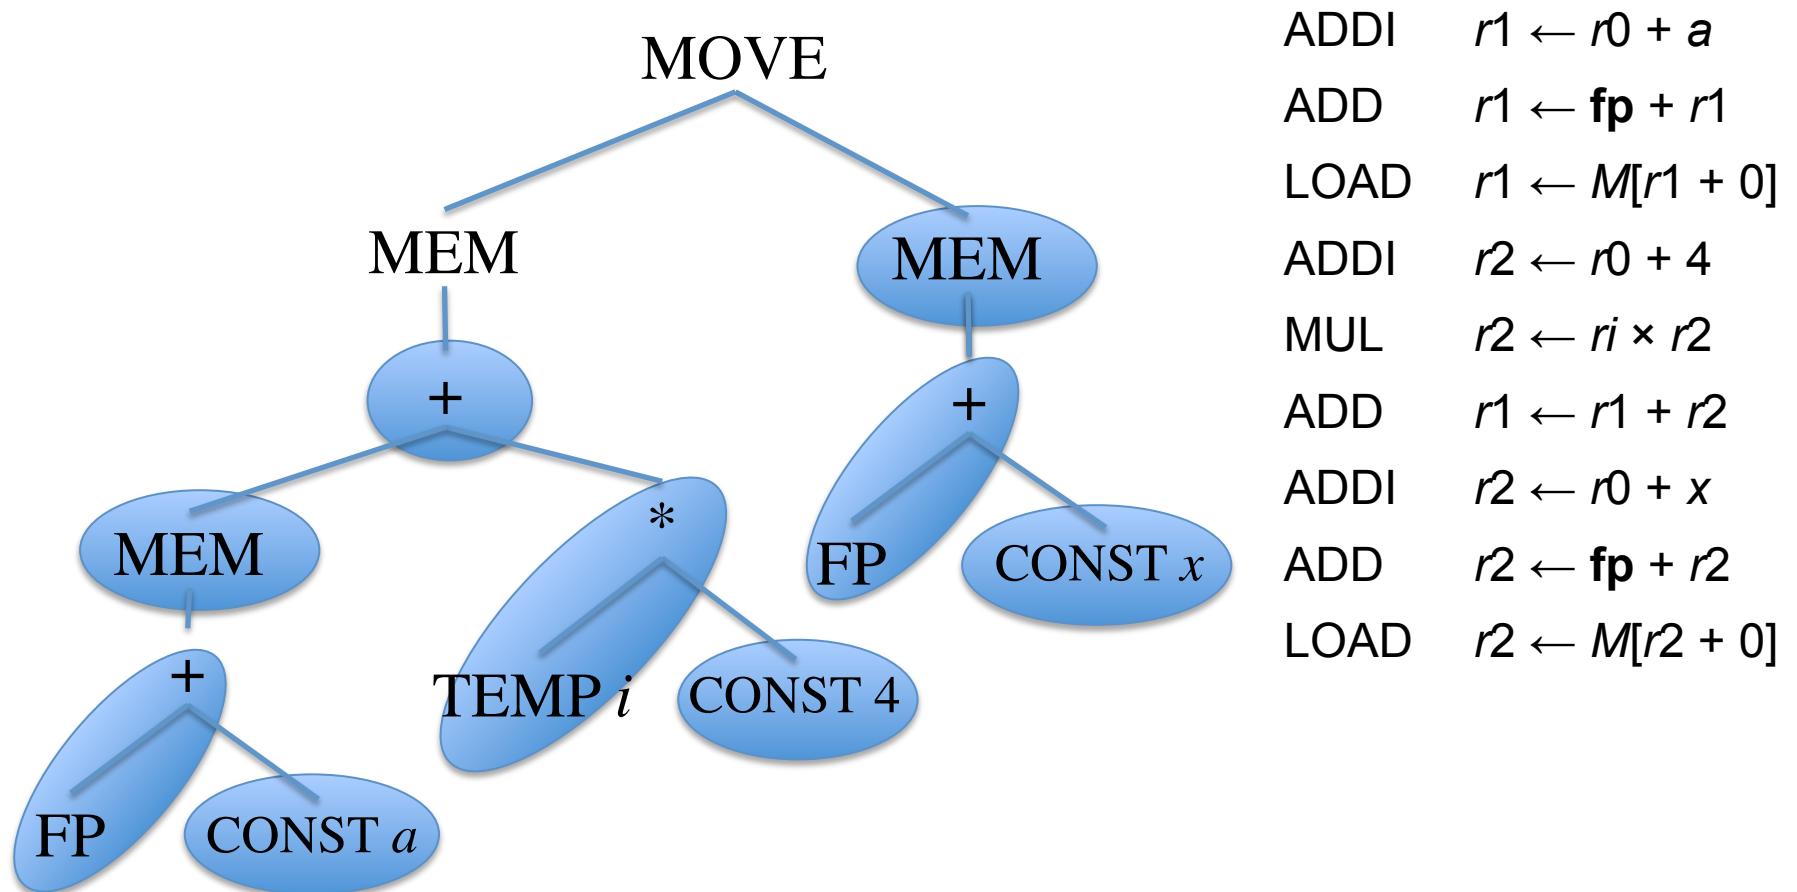 MOVE
MEM
MEM
+
+
MEM
*
FP
CONST x
+
TEMP i
CONST 4
FP
CONST a
ADDI r1 ← r0 + a
ADD r1 ← fp + r1
LOAD r1 ← M[r1 + 0]
ADDI r2 ← r0 + 4
MUL r2 ← ri × r2
ADD r1 ← r1 + r2
ADDI r2 ← r0 + x
ADD r2 ← fp + r2
LOAD r2 ← M[r2 + 0]